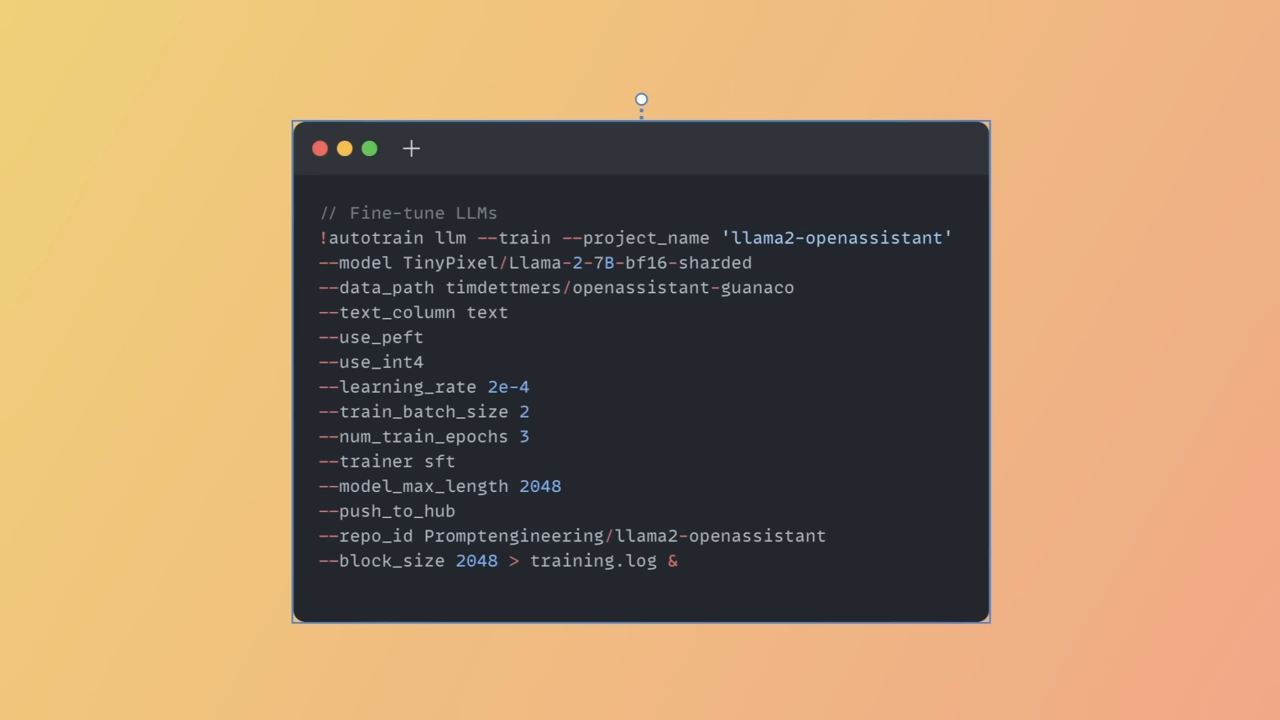 // Fine-tune LLMs
!autotrain llm --train --project_name 'llama2-openassistant'
--model TinyPixel/Llama-2-7B-bf16-sharded
--data_path timdettmers/openassistant-guanaco
--text_column text
--use_peft
--use_int4
--learning_rate 2e-4
--train_batch_size 2
--num_train_epochs 3
--trainer sft
--model_max_length 2048
--push_to_hub
--repo_id Promptengineering/llama2-openassistant
--block_size 2048 > training.log &